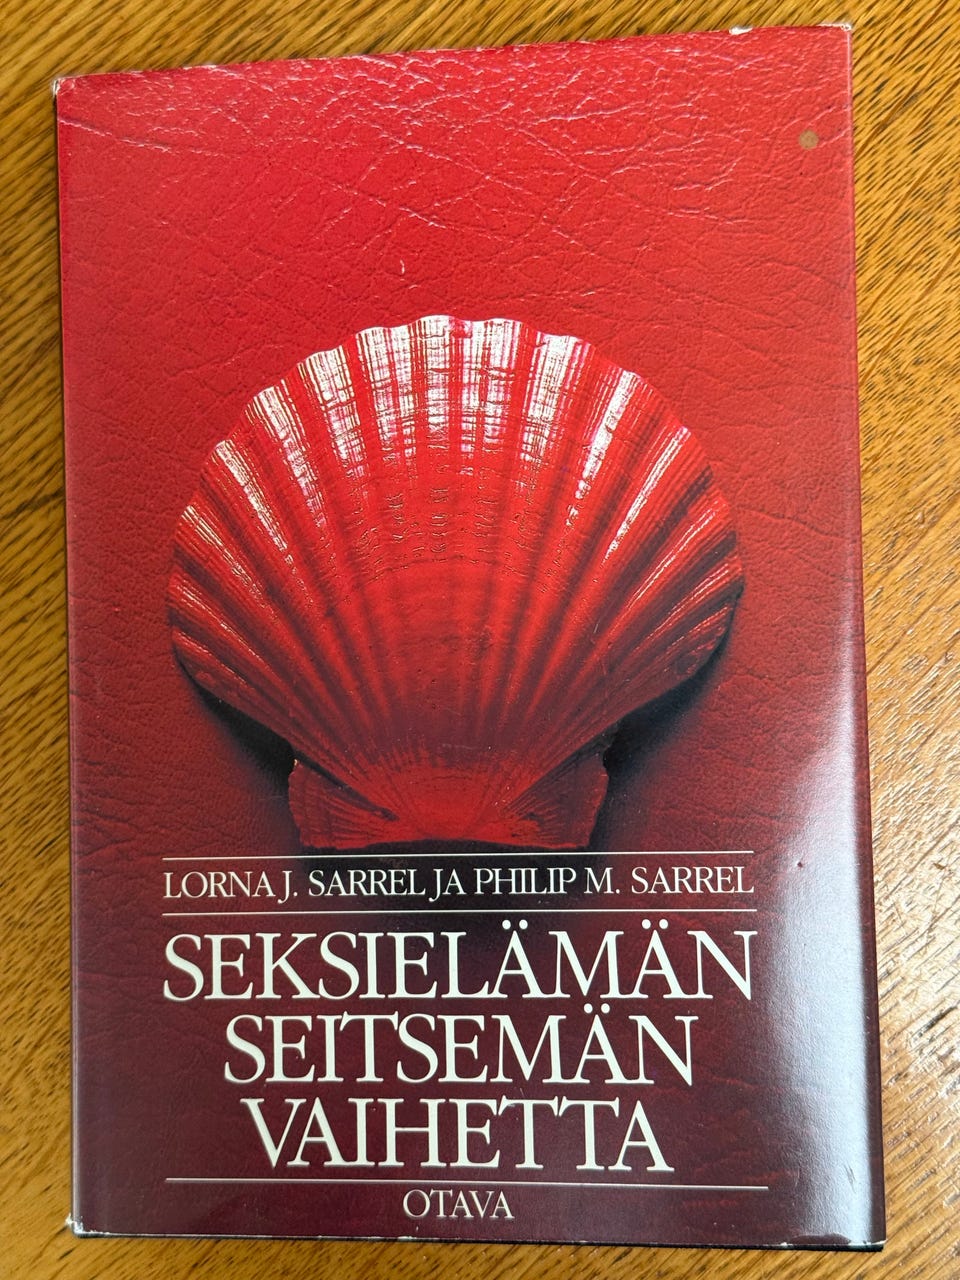 LORNA J. SARREL JA PHILIP M. SARREL
SEKSIELÄMÄN
SEITSEMÄN
VAIHETTA
OTAVA